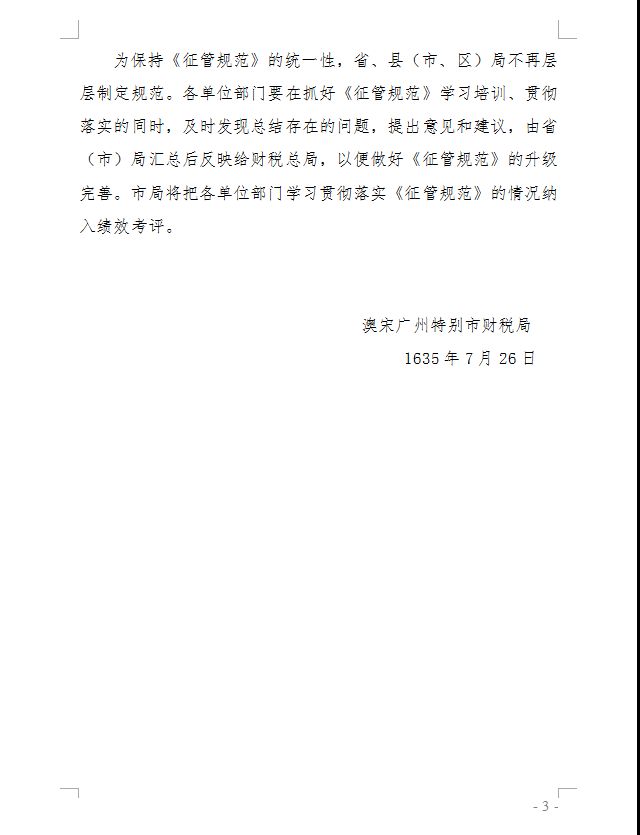 为保持《征管规范》的统一性，省、县（市、区）局不再层
层制定规范。各单位部门要在抓好《征管规范》学习培训、贯彻
落实的同时，及时发现总结存在的问题，提出意见和建议，由省
（市）局汇总后反映给财税总局，以便做好《征管规范》的升级
完善。市局将把各单位部门学习贯彻落实《征管规范》的情况纳
入绩效考评。
澳宋广州特别市财税局
1635 年 7 月 26 日
- 3 -